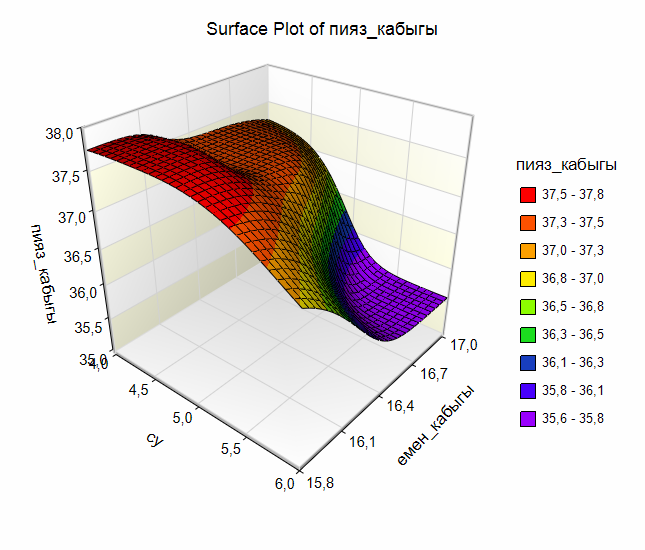 Surface Plot of пияз_кабыгы
38,0
37,5
37,0
36,5
36,0
35,5
35,0
пияз_кабыгы
4,0
4,5
5,0
5,5
6,0
су
15,8
16,1
16,4
16,7
17,0
емен_кабыгы
пияз_кабыгы
37,5 - 37,8
37,3 - 37,5
37,0 - 37,3
36,8 - 37,0
36,5 - 36,8
36,3 - 36,5
36,1 - 36,3
35,8 - 36,1
35,6 - 35,8